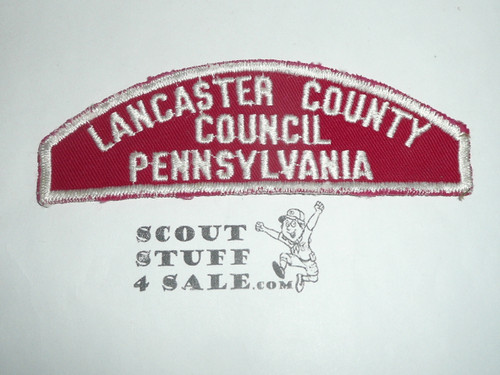 LANCASTER COUNTY
COUNCIL
PENNSYLVANIA
SCOUT
STUFF
4 SALE.COM